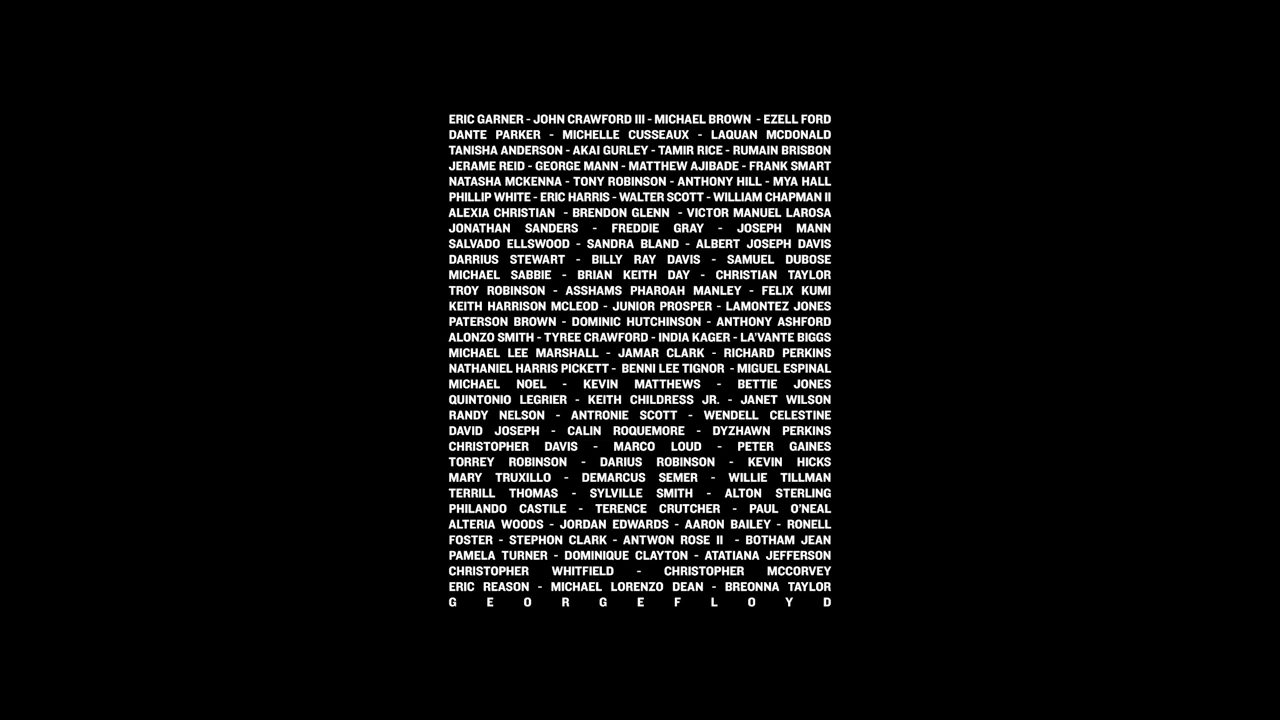 ERIC GARNER - JOHN CRAWFORD III - MICHAEL BROWN - EZELL FORD
DANTE PARKER - MICHELLE CUSSEAUX - LAQUAN MCDONALD
TANISHA ANDERSON - AKAI GURLEY - TAMIR RICE - RUMAIN BRISBON
JERAME REID - GEORGE MANN - MATTHEW AJIBADE - FRANK SMART
NATASHA MCKENNA - TONY ROBINSON - ANTHONY HILL - MYA HALL
PHILLIP WHITE - ERIC HARRIS - WALTER SCOTT - WILLIAM CHAPMAN II
ALEXIA CHRISTIAN - BRENDON GLENN - VICTOR MANUEL LAROSA
JONATHAN SANDERS - FREDDIE GRAY - JOSEPH MANN
SALVADO ELLSWOOD - SANDRA BLAND - ALBERT JOSEPH DAVIS
DARRIUS STEWART - BILLY RAY DAVIS - SAMUEL DUBOSE
MICHAEL SABBIE - BRIAN KEITH DAY - CHRISTIAN TAYLOR
TROY ROBINSON - ASSHAMS PHAROAH MANLEY - FELIX KUMI
KEITH HARRISON MCLEOD - JUNIOR PROSPER - LAMONTEZ JONES
PATERSON BROWN - DOMINIC HUTCHINSON - ANTHONY ASHFORD
ALONZO SMITH - TYREE CRAWFORD - INDIA KAGER - LA'VANTE BIGGS
MICHAEL LEE MARSHALL - JAMAR CLARK - RICHARD PERKINS
NATHANIEL HARRIS PICKETT - BENNI LEE TIGNOR - MIGUEL ESPINAL
MICHAEL NOEL - KEVIN MATTHEWS - BETTIE JONES
QUINTONIO LEGRIER - KEITH CHILDRESS JR. - JANET WILSON
RANDY NELSON - ANTRONIE SCOTT - WENDELL CELESTINE
DAVID JOSEPH - CALIN ROQUEMORE - DYZHAWN PERKINS
CHRISTOPHER DAVIS - MARCO LOUD - PETER GAINES
TORREY ROBINSON - DARIUS ROBINSON - KEVIN HICKS
MARY TRUXILLO - DEMARCUS SEMER - WILLIE TILLMAN
TERRILL THOMAS - SYLVILLE SMITH - ALTON STERLING
PHILANDO CASTILE - TERENCE CRUTCHER - PAUL O'NEAL
ALTERIA WOODS - JORDAN EDWARDS - AARON BAILEY - RONELL
FOSTER - STEPHON CLARK - ANTWON ROSE II - BOTHAM JEAN
PAMELA TURNER - DOMINIQUE CLAYTON - ATATIANA JEFFERSON
CHRISTOPHER WHITFIELD - CHRISTOPHER MCCORVEY
ERIC REASON - MICHAEL LORENZO DEAN - BREONNA TAYLOR
G E O R G E F L O Y D